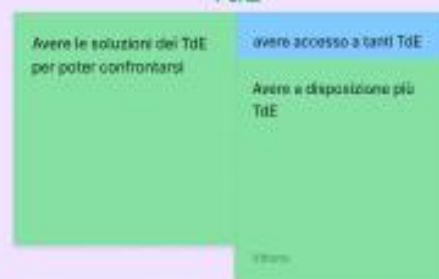 Avere le soluzioni dei TdE
per poter confrontarsi
avere accesso a tanti TdE
Avere a disposizione più
TdE